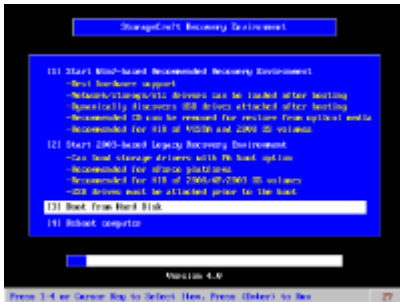 StorageCraft Recovery Environment
[1] Start Win7-based Recommended Recovery Environment
-Best hardware support
-Network/storage/etc drivers can be loaded after booting
-Dynamically discovers USB drives attached after booting
-Recommended CD can be removed for restore from optical media
-Recommended for HIR of VISTA and 2008 OS volumes
[2] Start 2003-based Legacy Recovery Environment
-Can load storage drivers with F6 boot option
-Recommended for nForce platforms
-Recommended for HIR of 2000/XP/2003 OS volumes
-USB drives must be attached prior to the boot
[3] Boot from Hard Disk
[4] Reboot computer
Version 4.0
Press 1-4 or Cursor Key to Select Item, Press (Enter) to Run
27